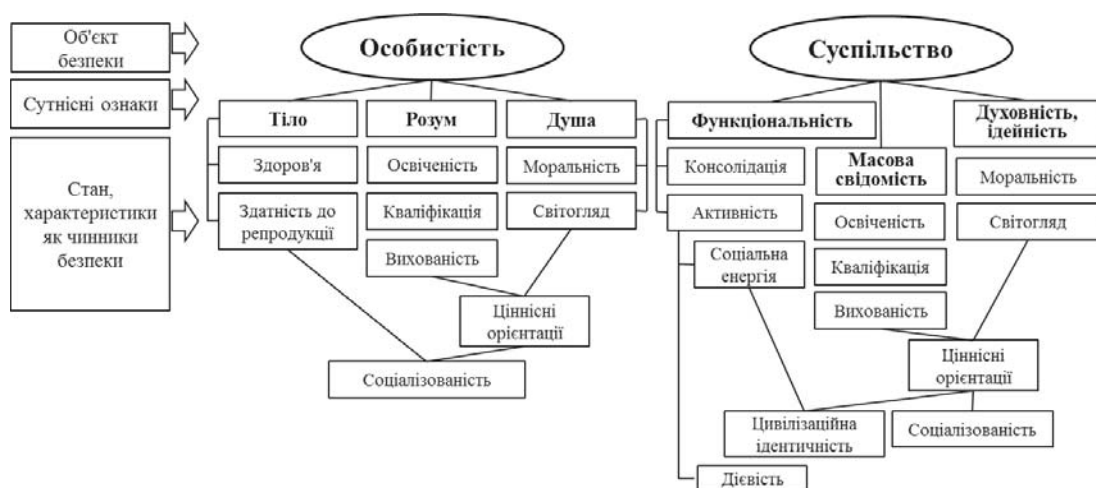 Об'єкт
безпеки
Сутнісні ознаки
Стан,
характеристики
як чинники
безпеки
Особистість
Тіло
Здоров'я
Здатність до
репродукції
Розум
Освіченість
Кваліфікація
Вихованість
Душа
Моральність
Світогляд
Ціннісні
орієнтації
Соціалізованість
Суспільство
Функціональність
Консолідація
Активність
Соціальна
енергія
Масова
свідомість
Освіченість
Кваліфікація
Вихованість
Духовність,
ідейність
Моральність
Світогляд
Ціннісні
орієнтації
Цивілізаційна
ідентичність
Соціалізованість
Дієвість